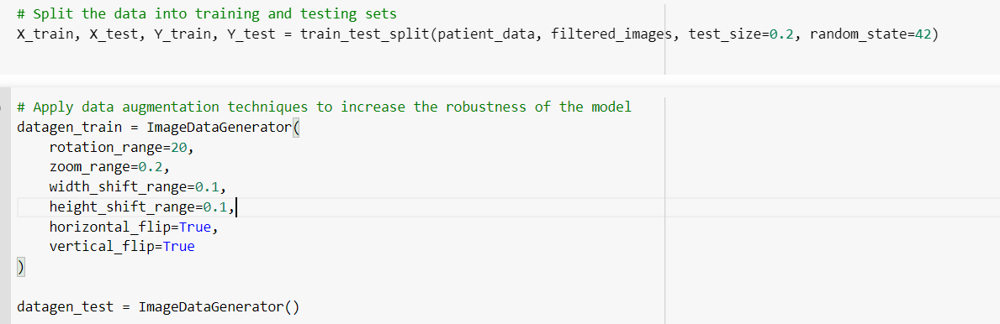 # Split the data into training and testing sets
X_train, X_test, Y_train, Y_test = train_test_split(patient_data, filtered_images, test_size=0.2, random_state=42)
# Apply data augmentation techniques to increase the robustness of the model
datagen_train = ImageDataGenerator(
    rotation_range=20,
    zoom_range=0.2,
    width_shift_range=0.1,
    height_shift_range=0.1,
    horizontal_flip=True,
    vertical_flip=True
)
datagen_test = ImageDataGenerator()